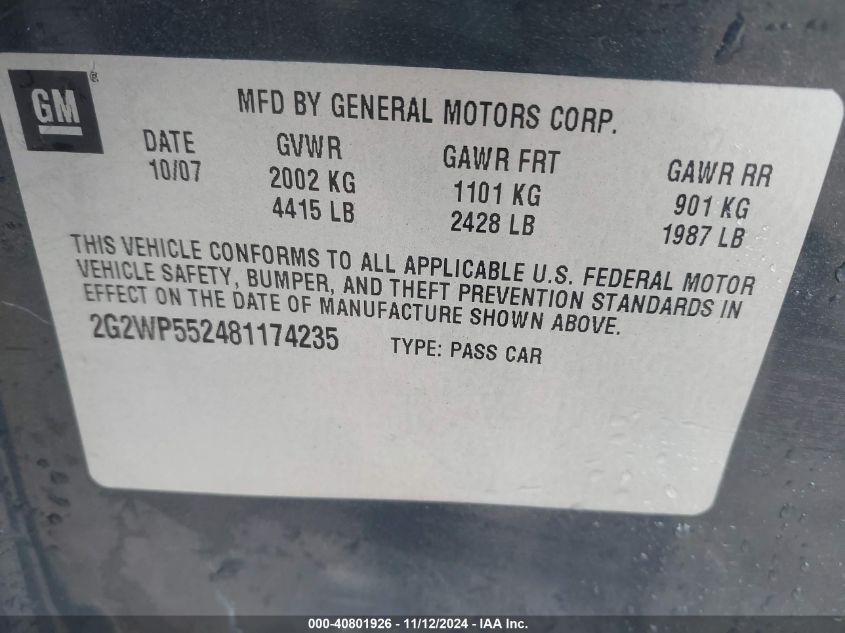 GM®
MFD BY GENERAL MOTORS CORP.
DATE GVWR GAWR FRT GAWR RR
10/07 2002 KG 1101 KG 901 KG
4415 LB 2428 LB 1987 LB
THIS VEHICLE CONFORMS TO ALL APPLICABLE U.S. FEDERAL MOTOR
VEHICLE SAFETY, BUMPER, AND THEFT PREVENTION STANDARDS IN
EFFECT ON THE DATE OF MANUFACTURE SHOWN ABOVE.
2G2WP552481174235 TYPE: PASS CAR
000-40801926 - 11/12/2024 - IAA Inc.